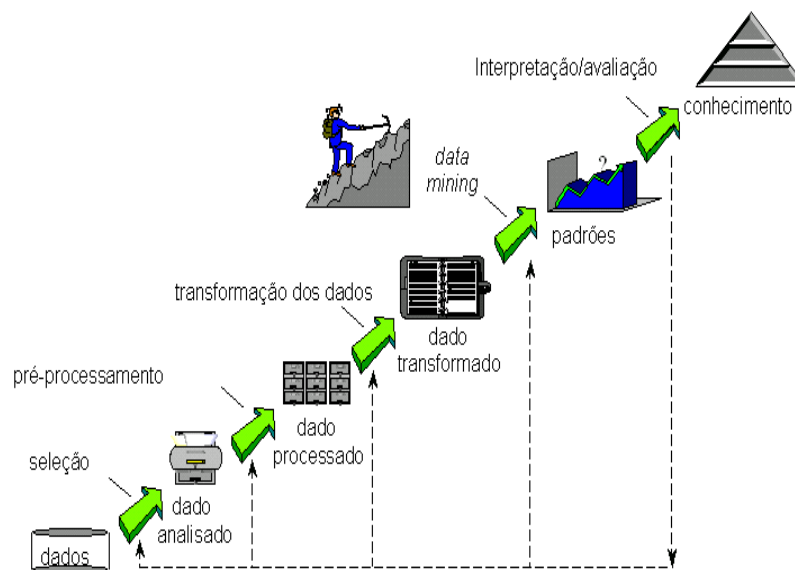 Interpretação/avaliação
conhecimento
data
mining
?
padrões
transformação dos dados
dado
transformado
pré-processamento
dado
processado
seleção
dado
analisado
dados